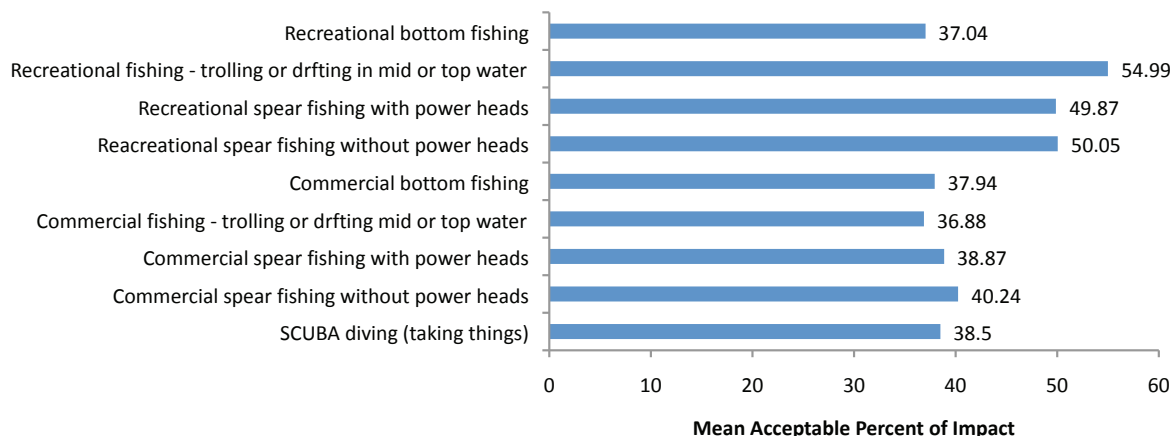 Recreational bottom fishing 37.04
Recreational fishing - trolling or drfting in mid or top water 54.99
Recreational spear fishing with power heads 49.87
Reacreational spear fishing without power heads 50.05
Commercial bottom fishing 37.94
Commercial fishing - trolling or drfting mid or top water 36.88
Commercial spear fishing with power heads 38.87
Commercial spear fishing without power heads 40.24
SCUBA diving (taking things) 38.5
0 10 20 30 40 50 60
Mean Acceptable Percent of Impact